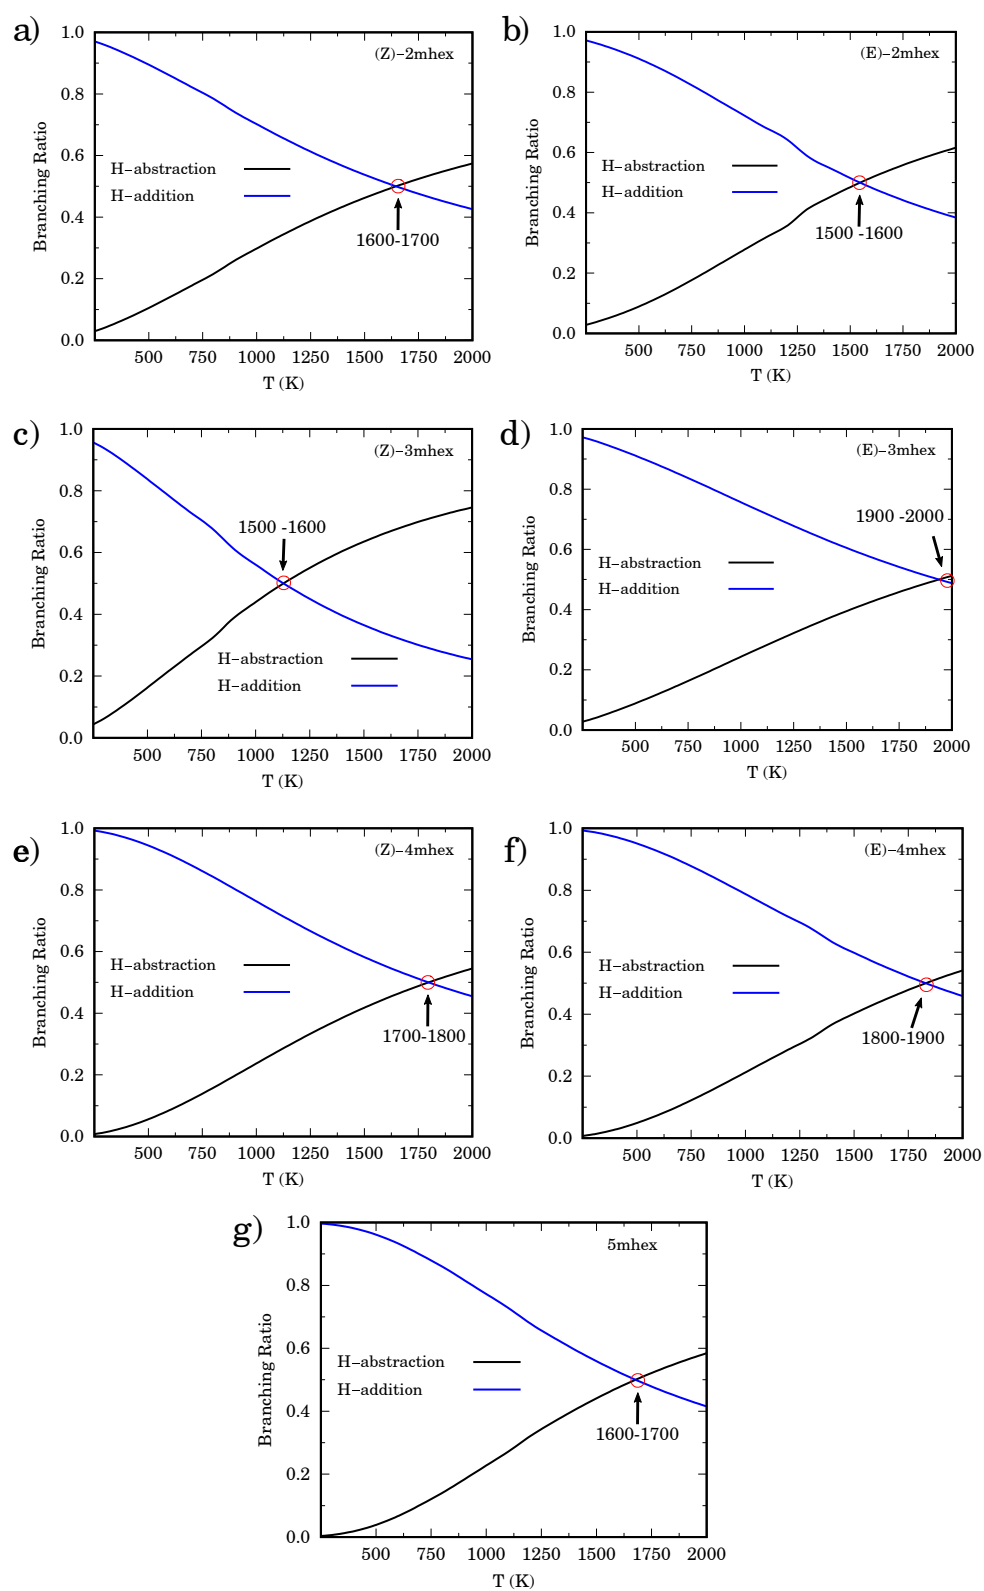 a)
(Z)-2mhex
Branching Ratio
1.0
0.8
0.6
0.4
0.2
0.0
H-abstraction
H-addition
1600-1700
500 750 1000 1250 1500 1750 2000
T (K)
b)
(E)-2mhex
Branching Ratio
1.0
0.8
0.6
0.4
0.2
0.0
H-abstraction
H-addition
1500 -1600
500 750 1000 1250 1500 1750 2000
T (K)
c)
(Z)-3mhex
Branching Ratio
1.0
0.8
0.6
0.4
0.2
0.0
1500 -1600
H-abstraction
H-addition
500 750 1000 1250 1500 1750 2000
T (K)
d)
(E)-3mhex
Branching Ratio
1.0
0.8
0.6
0.4
0.2
0.0
1900 -2000
H-abstraction
H-addition
500 750 1000 1250 1500 1750 2000
T (K)
e)
(Z)-4mhex
Branching Ratio
1.0
0.8
0.6
0.4
0.2
0.0
H-abstraction
H-addition
1700-1800
500 750 1000 1250 1500 1750 2000
T (K)
f)
(E)-4mhex
Branching Ratio
1.0
0.8
0.6
0.4
0.2
0.0
H-abstraction
H-addition
1800-1900
500 750 1000 1250 1500 1750 2000
T (K)
g)
5mhex
Branching Ratio
1.0
0.8
0.6
0.4
0.2
0.0
H-abstraction
H-addition
1600-1700
500 750 1000 1250 1500 1750 2000
T (K)